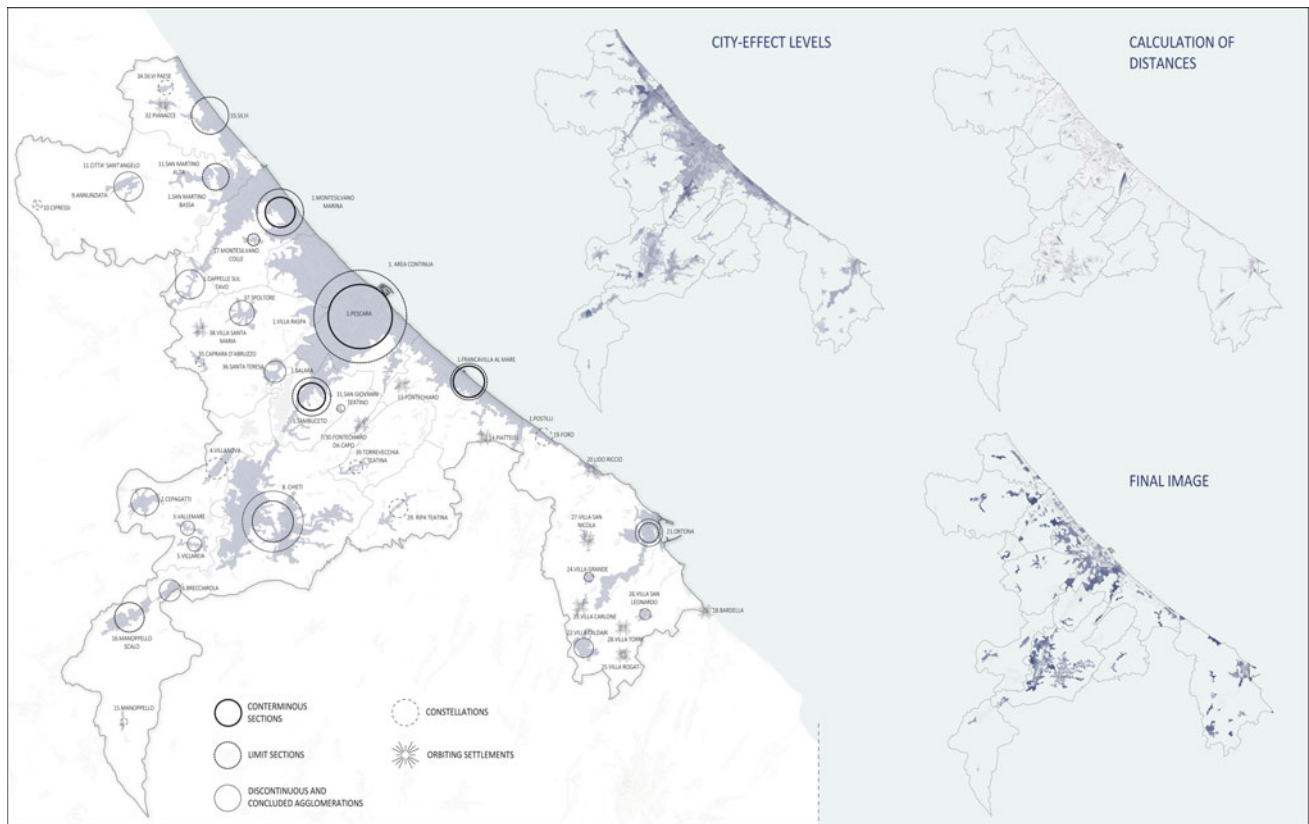 CITY-EFFECT LEVELS
CALCULATION OF
DISTANCES
34.SILVI PAESE
32.PIANACCE
33.SILVI
11.CITTA' SANT'ANGELO
11.SAN MARTINO
ALTA
9.ANNUNZIATA
1.SAN MARTINO
BASSA
10.CIPRESSI
1.MONTESILVANO
MARINA
17.MONTESILVANO
COLLE
1. AREA CONTINUA
1.CAPPELLE SUL
TAVO
37.SPOLTORE
1.PESCARA
1.VILLA RASPA
38.VILLA SANTA
MARIA
35.CAPRARA D'ABRUZZO
36.SANTA TERESA
1.FRANCAVILLA AL MARE
31.SAN GIOVANNI
TEATINO
13.FONTECHIARO
1.SAMBUCETO
1.POSTILLI
19.FORO
7/30.FONTECHIARO
DA CAPO
14.PIATTELLI
39.TORREVECCHIA
TEATINA
4.VILLANOVA
20.LIDO RICCIO
FINAL IMAGE
8. CHIETI
2.CEPAGATTI
29. RIPA TEATINA
27.VILLA SAN
NICOLA
21.ORTONA
3.VALLEMARE
5.VILLAREIA
24.VILLA GRANDE
26.VILLA SAN
LEONARDO
6.BRECCIAROLA
18.BARDELLA
23.VILLA CARLONE
16.MANOPPELLO
SCALO
22.VILLA CALDARI
28.VILLA TORRE
25.VILLA ROGATI
15.MANOPPELLO
CONTERMINOUS
SECTIONS
CONSTELLATIONS
LIMIT SECTIONS
ORBITING SETTLEMENTS
DISCONTINUOUS AND
CONCLUDED AGGLOMERATIONS